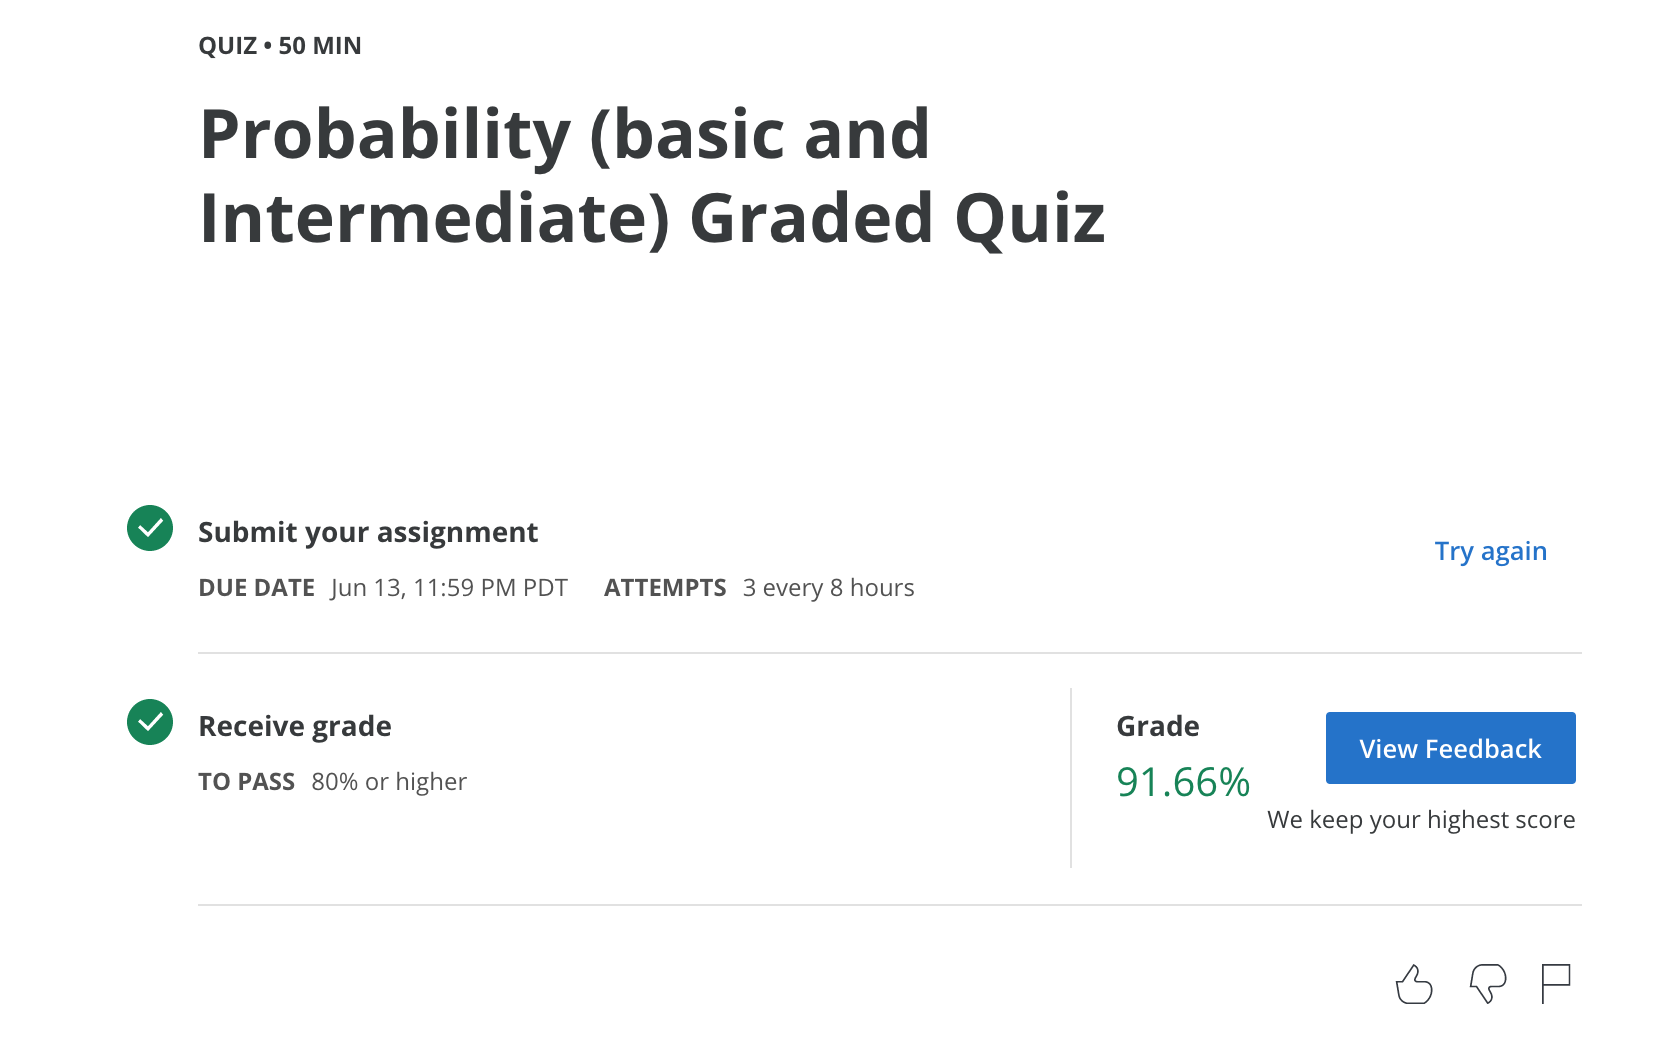 QUIZ • 50 MIN
Probability (basic and
Intermediate) Graded Quiz
Submit your assignment
DUE DATE Jun 13, 11:59 PM PDT ATTEMPTS 3 every 8 hours
Try again
Receive grade
TO PASS 80% or higher
Grade
91.66%
View Feedback
We keep your highest score